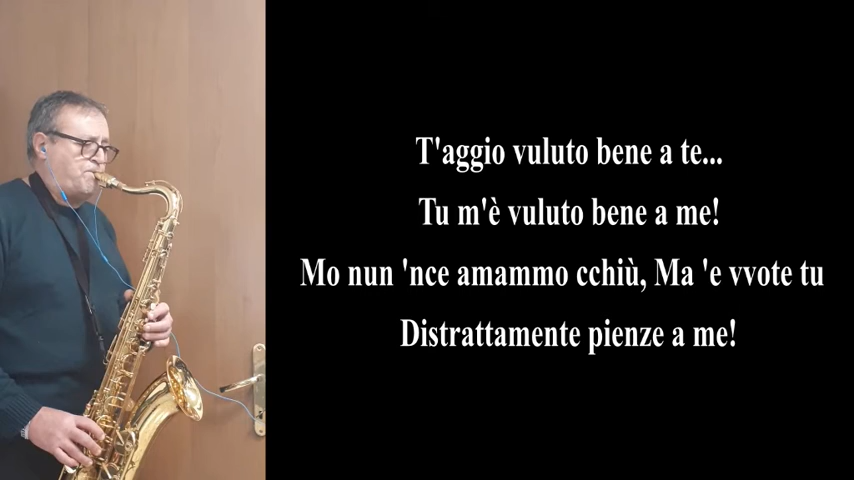 T'aggio vuluto bene a te...
Tu m'è vuluto bene a me!
Mo nun 'nce amammo cchiù, Ma 'e vvote tu
Distrattamente pienze a me!